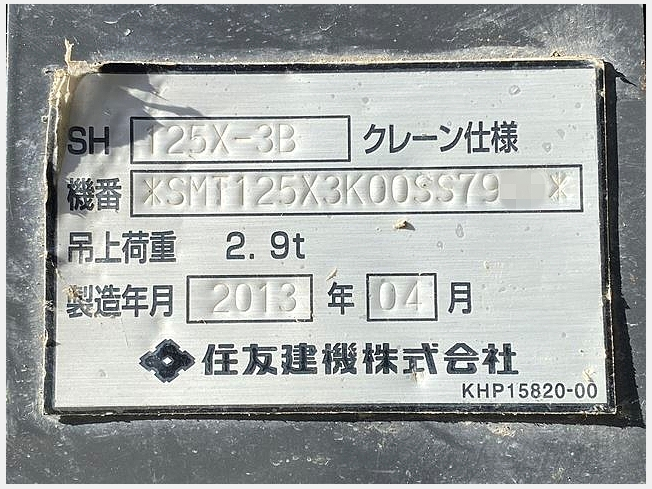 SH 125X-3B クレーン仕様
機番 *SMT125X3K00SS79 *
吊上荷重 2.9t
製造年月 2013 年 04 月
住友建機株式会社
KHP15820-00